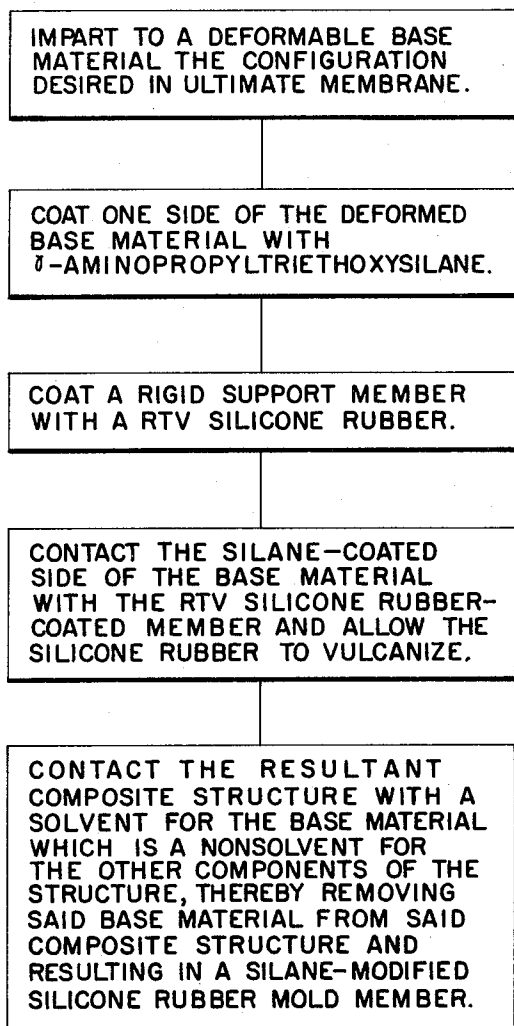 IMPART TO A DEFORMABLE BASE
MATERIAL THE CONFIGURATION
DESIRED IN ULTIMATE MEMBRANE.
COAT ONE SIDE OF THE DEFORMED
BASE MATERIAL WITH
γ-AMINOPROPYLTRIETHOXYSILANE.
COAT A RIGID SUPPORT MEMBER
WITH A RTV SILICONE RUBBER.
CONTACT THE SILANE-COATED
SIDE OF THE BASE MATERIAL
WITH THE RTV SILICONE RUBBER-
COATED MEMBER AND ALLOW THE
SILICONE RUBBER TO VULCANIZE.
CONTACT THE RESULTANT
COMPOSITE STRUCTURE WITH A
SOLVENT FOR THE BASE MATERIAL
WHICH IS A NONSOLVENT FOR
THE OTHER COMPONENTS OF THE
STRUCTURE, THEREBY REMOVING
SAID BASE MATERIAL FROM SAID
COMPOSITE STRUCTURE AND
RESULTING IN A SILANE-MODIFIED
SILICONE RUBBER MOLD MEMBER.